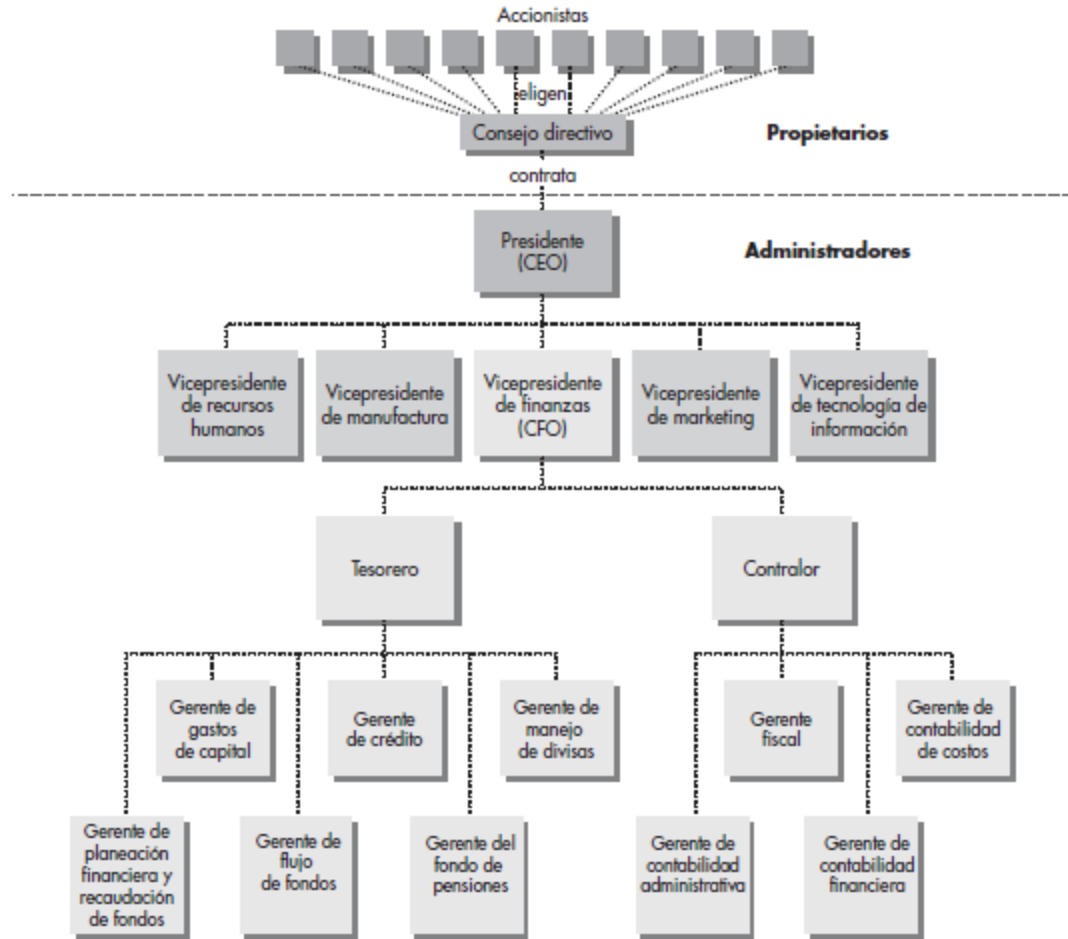 Accionistas
eligen
Consejo directivo
Propietarios
contrata
Presidente
(CEO)
Administradores
Vicepresidente
de recursos
humanos
Vicepresidente
de manufactura
Vicepresidente
de finanzas
(CFO)
Vicepresidente
de marketing
Vicepresidente
de tecnología de
información
Tesorero
Contralor
Gerente de
gastos
de capital
Gerente
de crédito
Gerente de
manejo
de divisas
Gerente
fiscal
Gerente de
contabilidad
de costos
Gerente de
planeación
financiera y
recaudación
de fondos
Gerente de
flujo
de fondos
Gerente del
fondo de
pensiones
Gerente de
contabilidad
administrativa
Gerente de
contabilidad
financiera